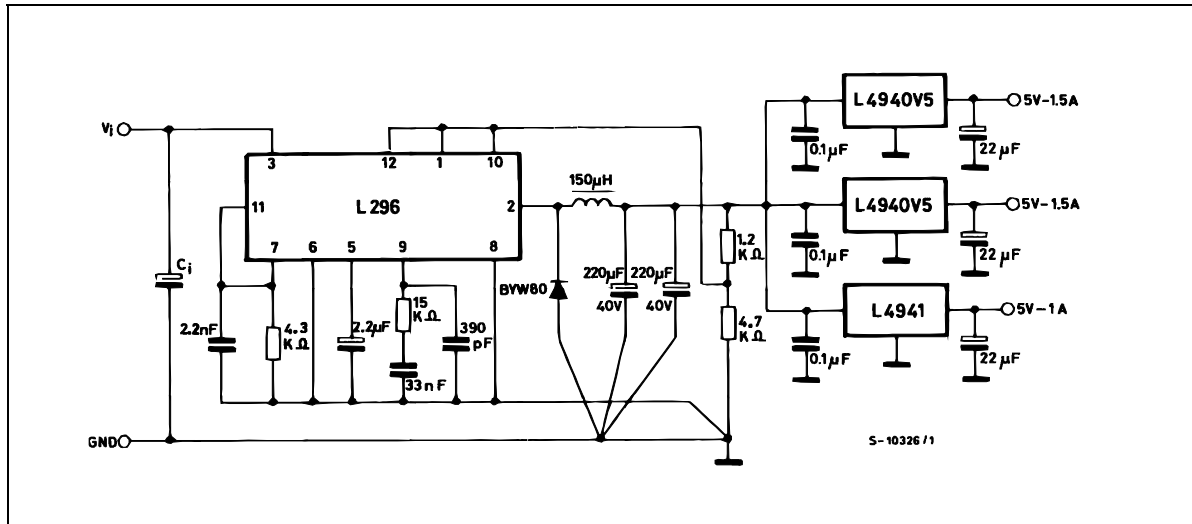 L4940V5
5V-1.5A
0.1µF
22µF
Vi
3
12
1
10
150µH
11
L296
2
L4940V5
5V-1.5A
0.1µF
22µF
7
6
5
9
8
1.2
KΩ
Ci
BYW80
220µF
40V
220µF
40V
2.2nF
4.3
KΩ
2.2µF
15
KΩ
390
pF
33nF
4.7
KΩ
L4941
5V-1A
0.1µF
22µF
GND
S-10326/1